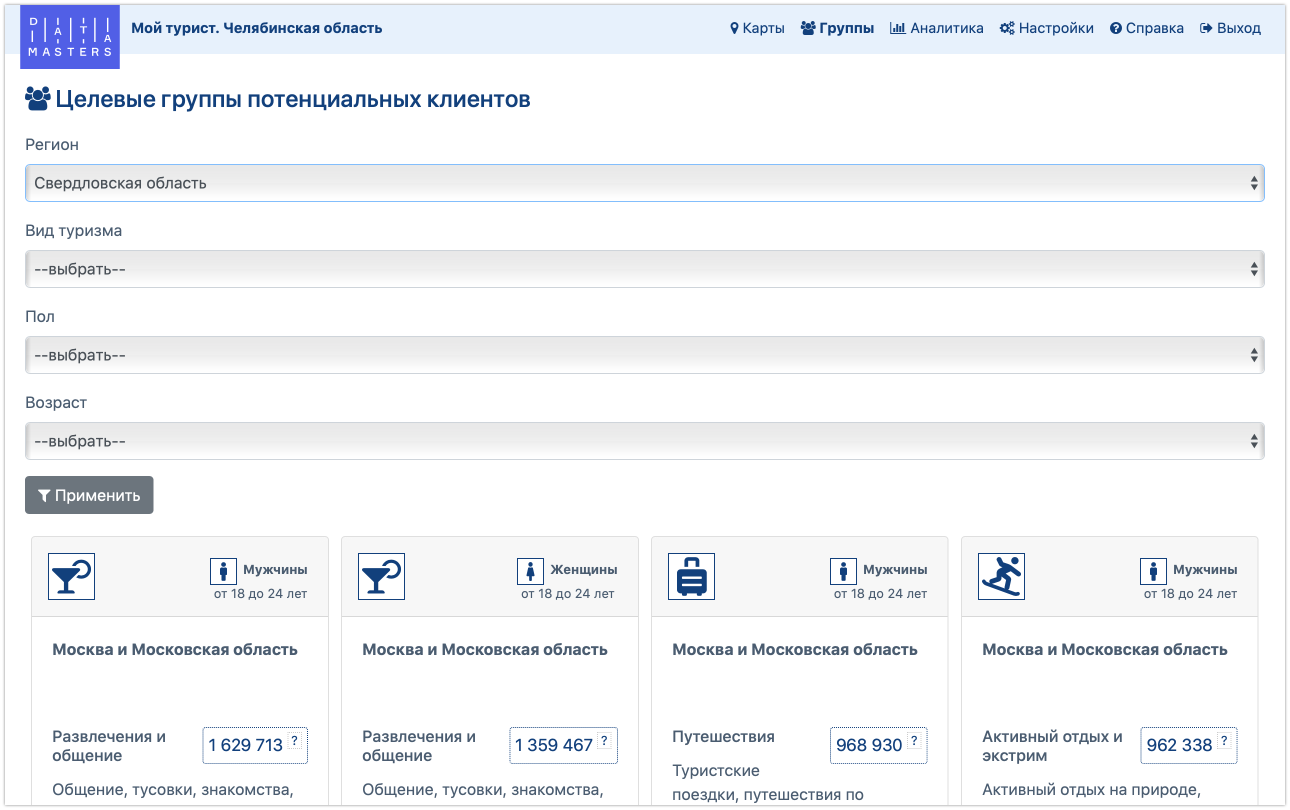 DATA
MASTERS
Мой турист. Челябинская область
Карты Группы Аналитика Настройки Справка Выход
Целевые группы потенциальных клиентов
Регион
Свердловская область
Вид туризма
--выбрать--
Пол
--выбрать--
Возраст
--выбрать--
Применить
Мужчины
от 18 до 24 лет
Москва и Московская область
Развлечения и
общение
1 629 713 ?
Общение, тусовки, знакомства,
Женщины
от 18 до 24 лет
Москва и Московская область
Развлечения и
общение
1 359 467 ?
Общение, тусовки, знакомства,
Мужчины
от 18 до 24 лет
Москва и Московская область
Путешествия
968 930 ?
Туристские
поездки, путешествия по
Мужчины
от 18 до 24 лет
Москва и Московская область
Активный отдых и
экстрим
962 338 ?
Активный отдых на природе,